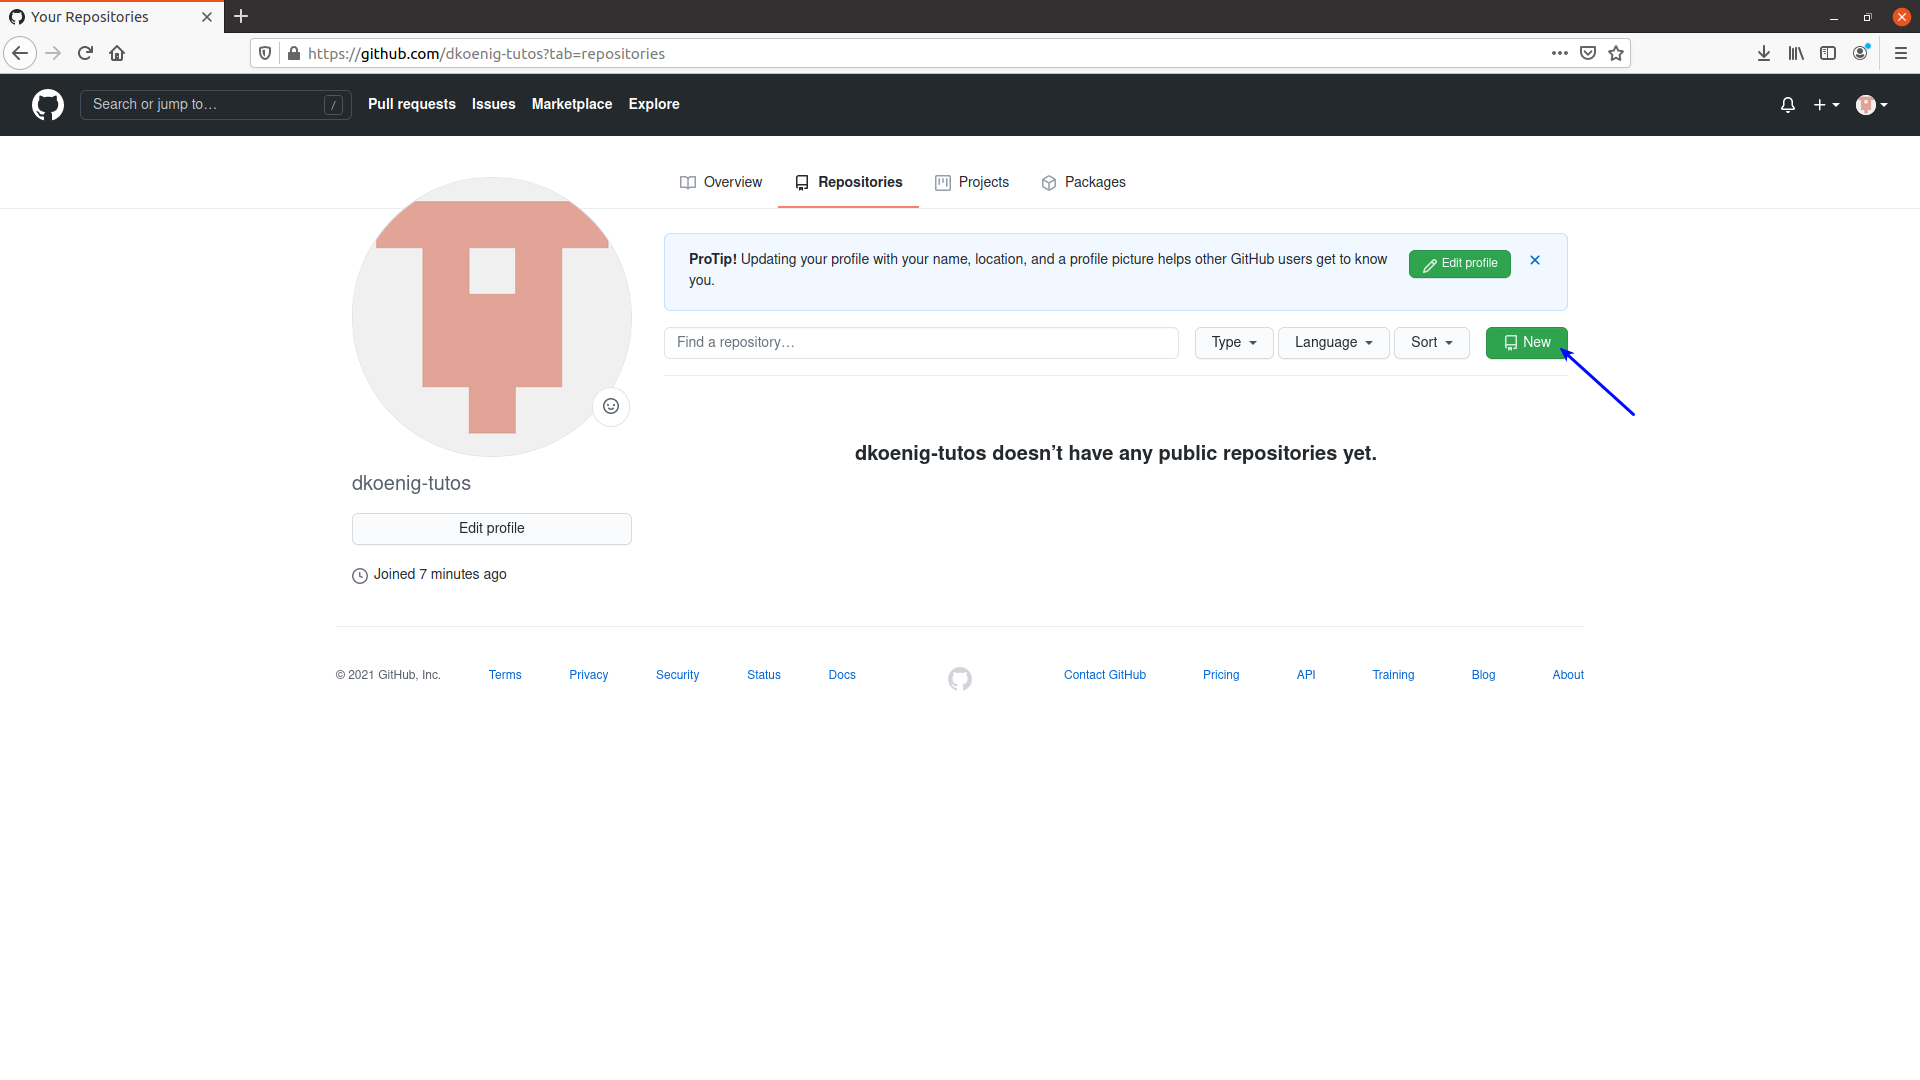 Your Repositories
https://github.com/dkoenig-tutos?tab=repositories
Search or jump to…
/
Pull requests
Issues
Marketplace
Explore
Overview
Repositories
Projects
Packages
ProTip! Updating your profile with your name, location, and a profile picture helps other GitHub users get to know
you.
Edit profile
Find a repository…
Type
Language
Sort
New
dkoenig-tutos doesn’t have any public repositories yet.
dkoenig-tutos
Edit profile
Joined 7 minutes ago
© 2021 GitHub, Inc.
Terms
Privacy
Security
Status
Docs
Contact GitHub
Pricing
API
Training
Blog
About